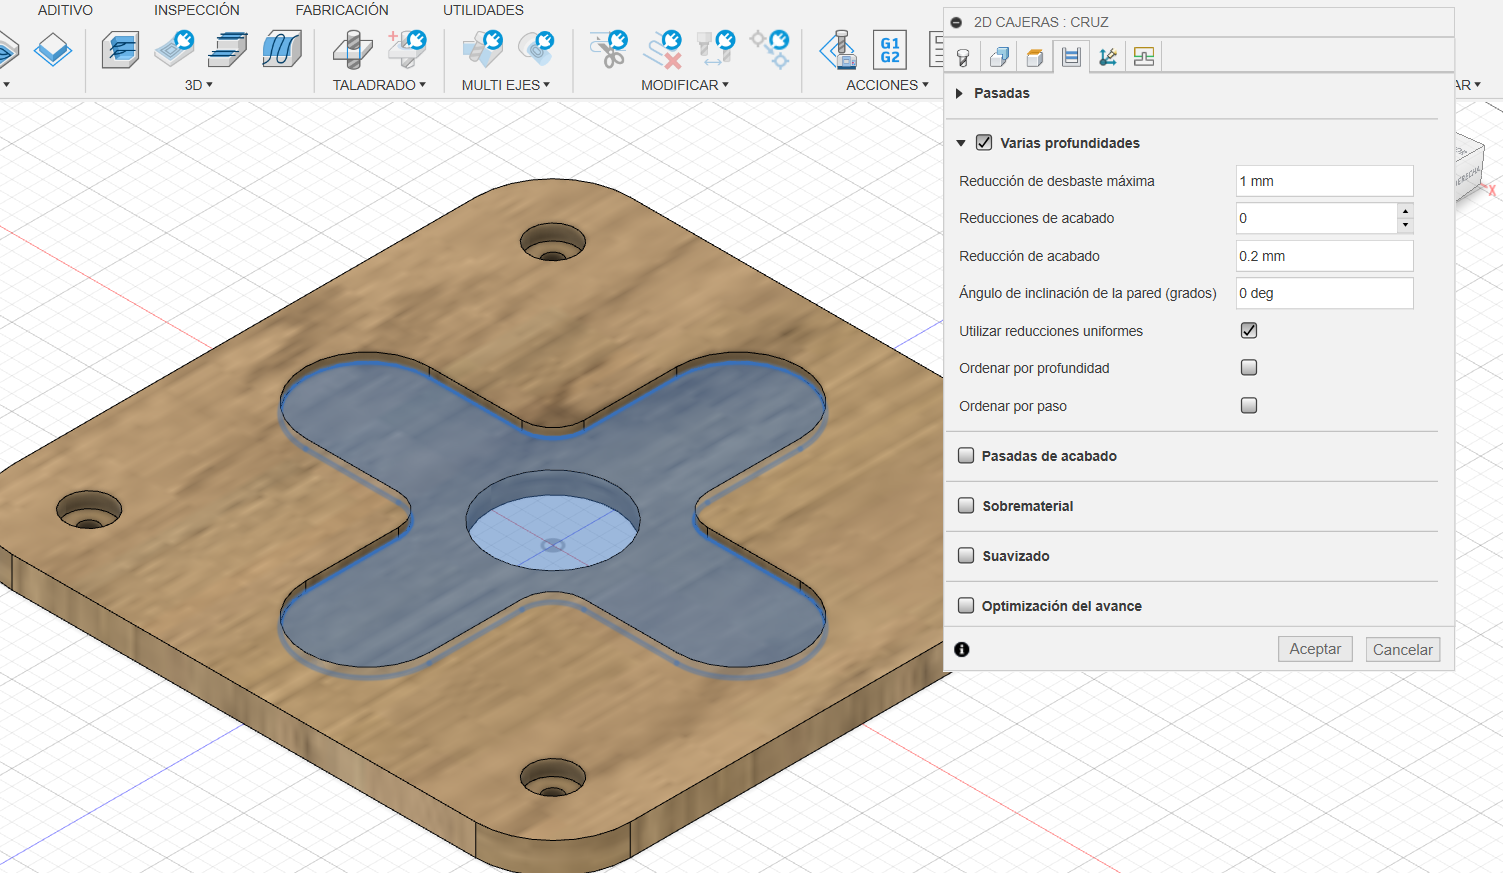 ADITIVO INSPECCIÓN FABRICACIÓN UTILIDADES
G1
G2
3D TALADRADO MULTI EJES MODIFICAR ACCIONES AR
2D CAJERAS : CRUZ
Pasadas
Varias profundidades
Reducción de desbaste máxima 1 mm
Reducciones de acabado 0
Reducción de acabado 0.2 mm
Ángulo de inclinación de la pared (grados) 0 deg
Utilizar reducciones uniformes
Ordenar por profundidad
Ordenar por paso
Pasadas de acabado
Sobrematerial
Suavizado
Optimización del avance
Aceptar Cancelar
X